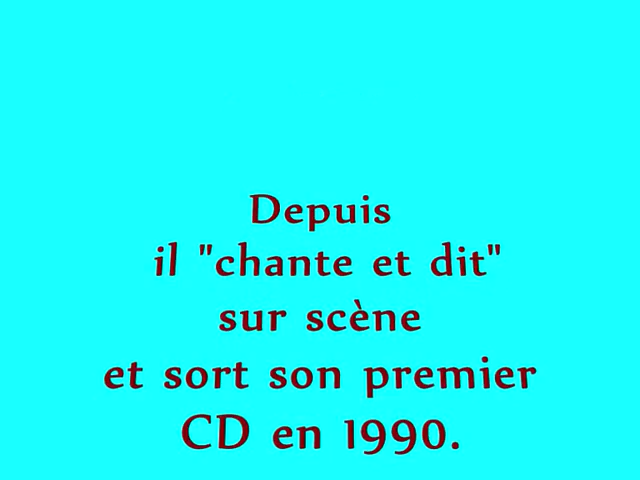 Depuis
il "chante et dit"
sur scène
et sort son premier
CD en 1990.